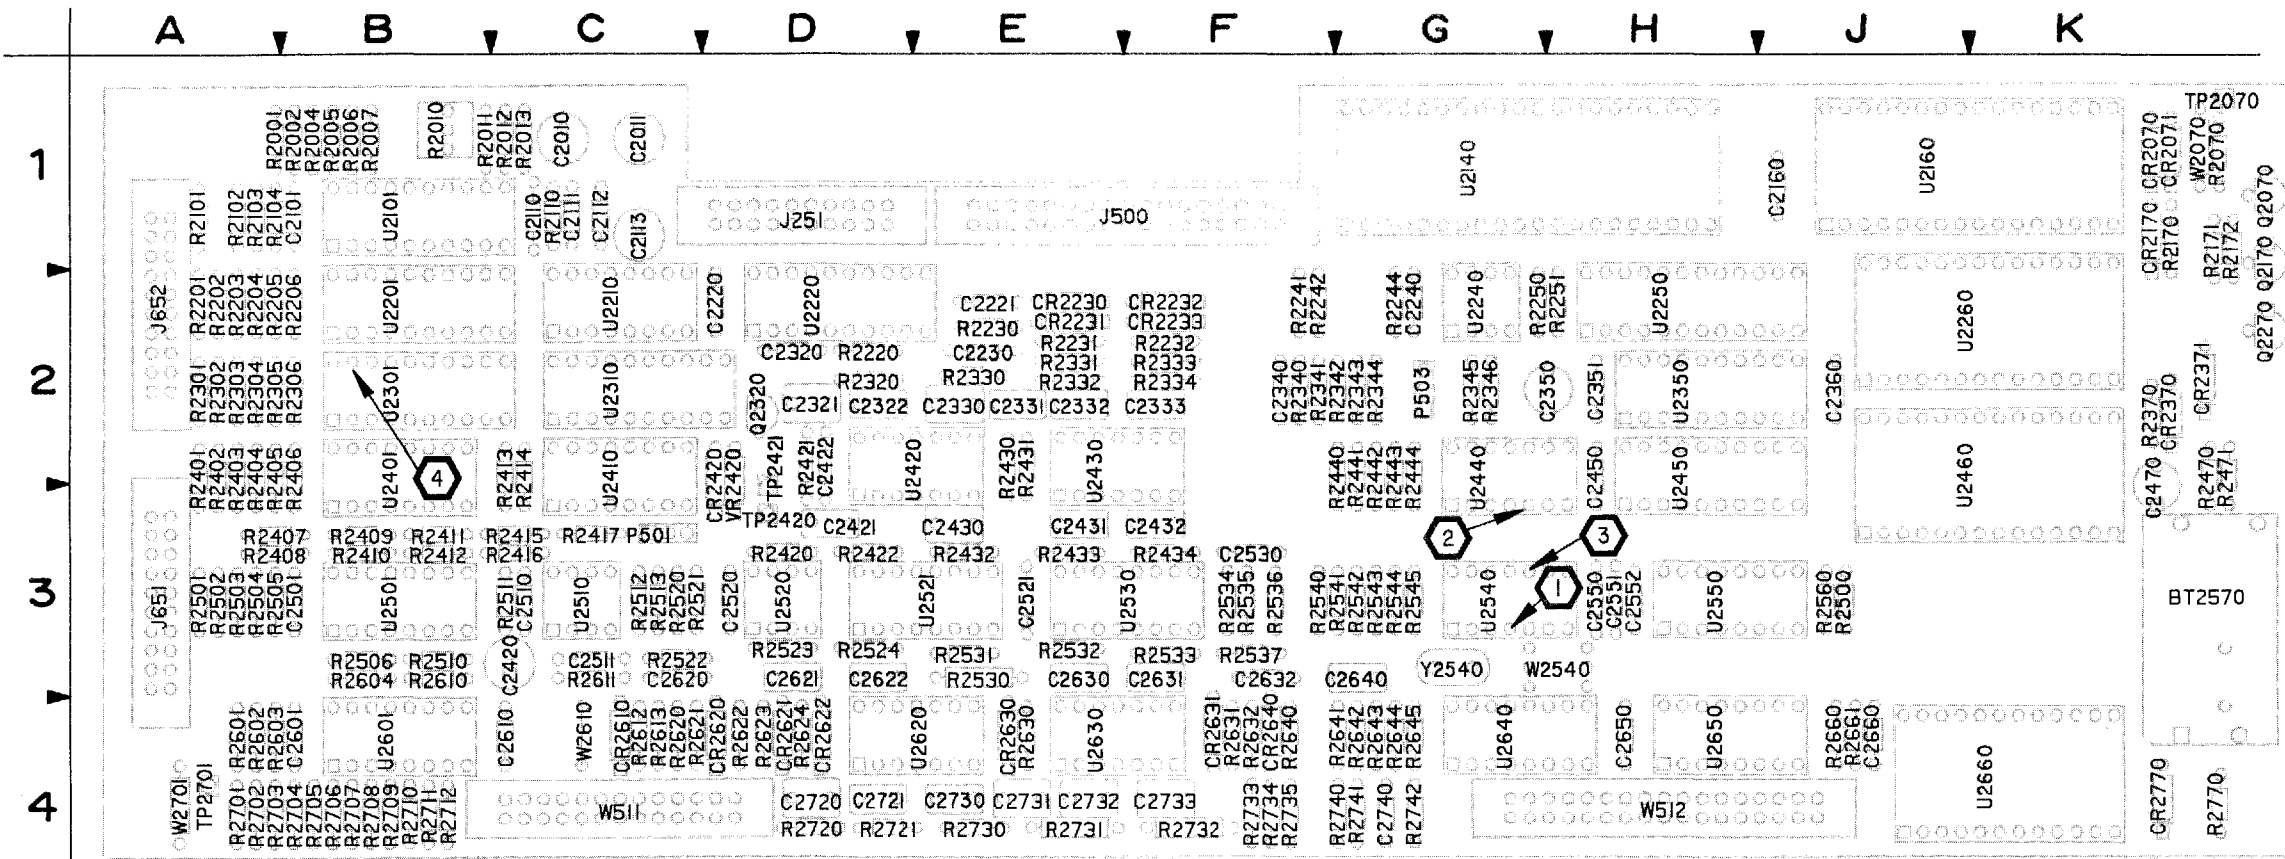 A B C D E F G H J K
1
R2001 R2002 R2004 R2005 R2006 R2007 R2010 R2011 R2012 R2013 C2010 C2011 U2140 C2160 U2160 CR2070 CR2071 W2070 R2070 TP2070
R2101 R2102 R2103 R2104 C2101 U2101 C2110 R2110 C2111 C2112 C2113 J251 J500 CR2170 R2170 R2171 R2172 Q2070 Q2170 Q2270
2
J652 R2201 R2202 R2203 R2204 R2205 R2206 U2201 U2210 C2220 U2220 C2221 CR2230 CR2232 R2241 R2242 R2244 C2240 U2240 R2250 R2251 U2250 U2260
R2230 CR2231 CR2233
R2231 R2232
C2320 R2220 C2230 R2331 R2333
R2320 R2330 R2332 R2334
R2301 R2302 R2303 R2304 R2305 R2306 U2301 U2310 Q2320 C2321 C2322 C2330 C2331 C2332 C2333 C2340 R2340 R2341 R2342 R2343 R2344 P503 R2345 R2346 C2350 C2351 U2350 C2360 R2370 CR2370 CR2371
R2401 R2402 R2403 R2404 R2405 R2406 U2401 4 R2413 R2414 U2410 CR2420 VR2420 TP2421 R2421 C2422 U2420 R2430 R2431 U2430 R2440 R2441 R2442 R2443 R2444 U2440 C2450 U2450 U2460 C2470 R2470 R2471
TP2420 C2421 C2430 C2431 C2432
R2407 R2409 R2411 R2415 R2417 P501 2 3
R2408 R2410 R2412 R2416 R2420 R2422 R2432 R2433 R2434 C2530
3
J651 R2501 R2502 R2503 R2504 R2505 C2501 U2501 R2511 C2510 U2510 R2512 R2513 R2520 R2521 C2520 U2520 U2521 C2521 U2530 R2534 R2535 R2536 R2540 R2541 R2542 R2543 R2544 R2545 U2540 1 C2550 C2551 C2552 U2550 R2560 R2500 BT2570
R2506 R2510 C2420 C2511 R2522 R2523 R2524 R2531 R2532 R2533 R2537
R2604 R2610 R2611 C2620 C2621 C2622 R2530 C2630 C2631 C2632 C2640 Y2540 W2540
R2601 R2602 R2603 C2601 U2601 C2610 W2610 CR2610 R2612 R2613 R2620 R2621 CR2620 R2622 R2623 CR2621 R2624 CR2622 U2620 CR2630 R2630 U2630 CR2631 R2631 R2632 CR2640 R2640 R2641 R2642 R2643 R2644 R2645 U2640 C2650 U2650 R2660 R2661 C2660 U2660
4
W2701 TP2701 R2701 R2702 R2703 R2704 R2705 R2706 R2707 R2708 R2709 R2710 R2711 R2712 W511 C2720 C2721 C2730 C2731 C2732 C2733 R2733 R2734 R2735 R2740 R2741 C2740 R2742 W512 CR2770 R2770
R2720 R2721 R2730 R2731 R2732